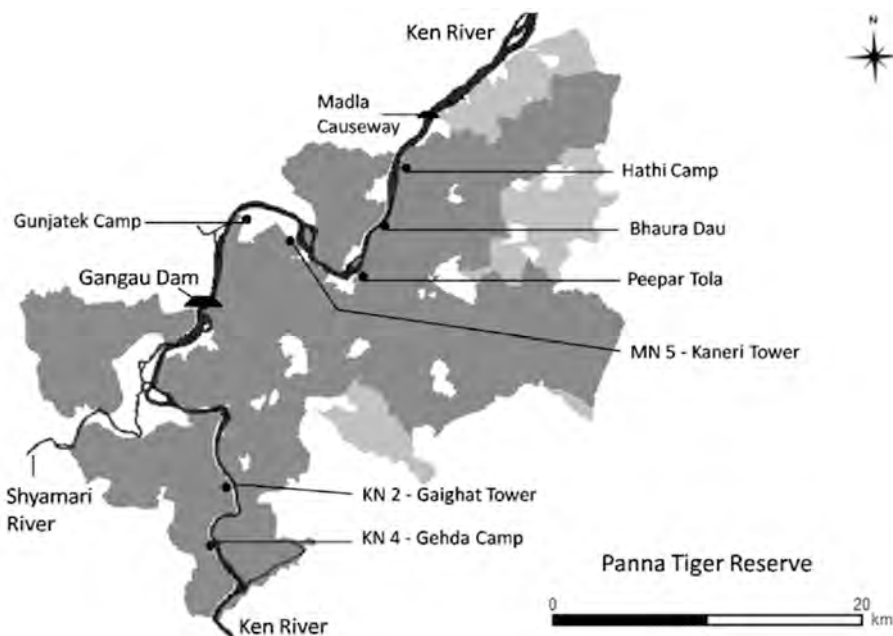 Ken River
N
Madla
Causeway
Hathi Camp
Gunjatek Camp
Bhaura Dau
Gangau Dam
Peepar Tola
MN 5 - Kaneri Tower
Shyamari
River
KN 2 - Gaighat Tower
KN 4 - Gehda Camp
Panna Tiger Reserve
0
20
km
Ken River